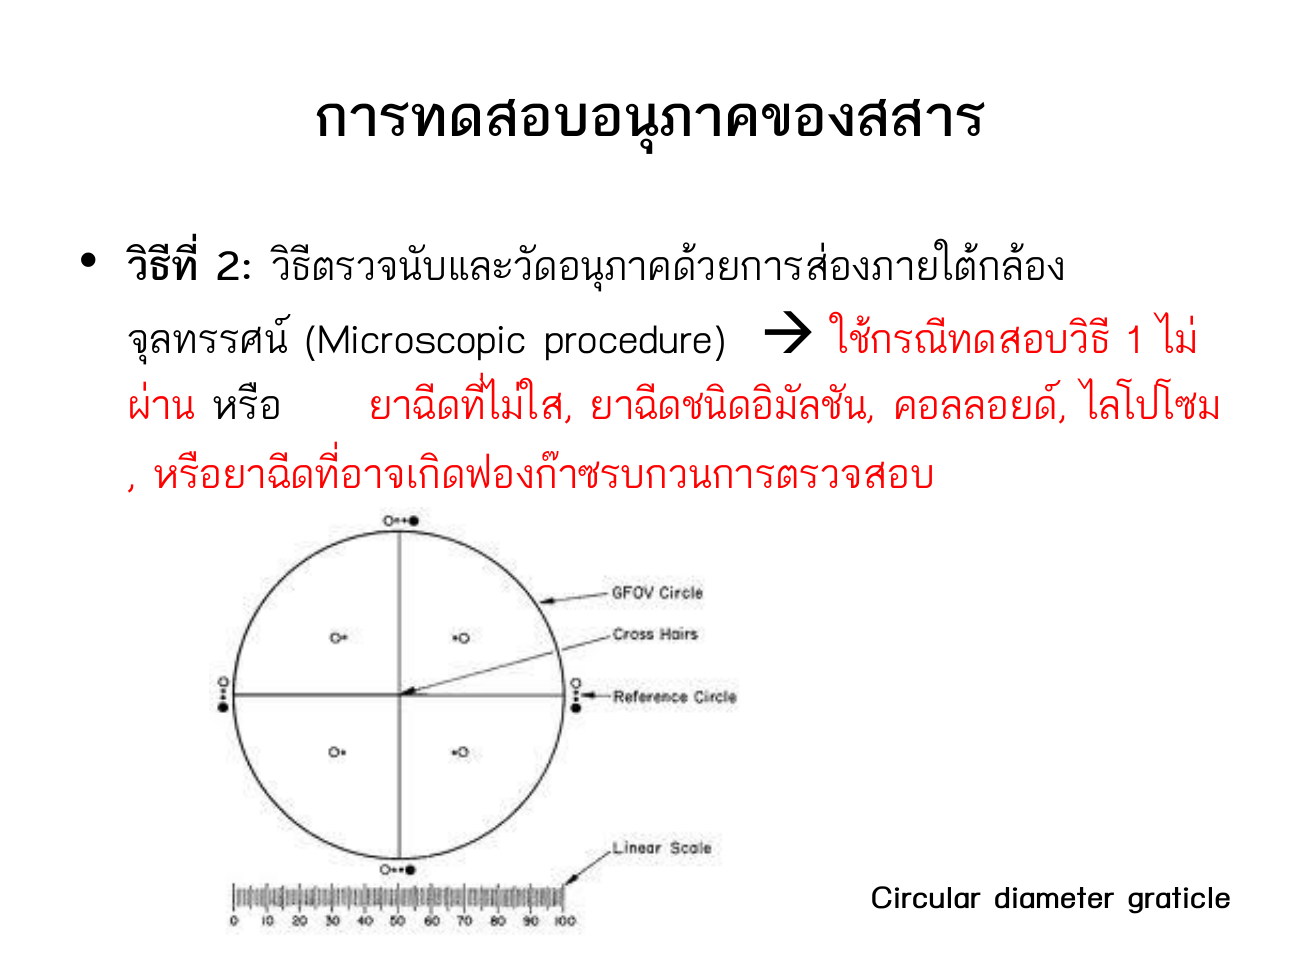 การทดสอบอนุภาคของสสาร
• วิธีที่ 2: วิธีตรวจนับและวัดอนุภาคด้วยการส่องภายใต้กล้อง
จุลทรรศน์ (Microscopic procedure) → ใช้กรณีทดสอบวิธี 1 ไม่
ผ่าน หรือ ยาฉีดที่ไม่ใส, ยาฉีดชนิดอิมัลชัน, คอลลอยด์, ไลโปโซม
, หรือยาฉีดที่อาจเกิดฟองก๊าซรบกวนการตรวจสอบ
GFOV Circle
Cross Hairs
Reference Circle
Linear Scale
0 10 20 30 40 50 60 70 80 90 100
Circular diameter graticle